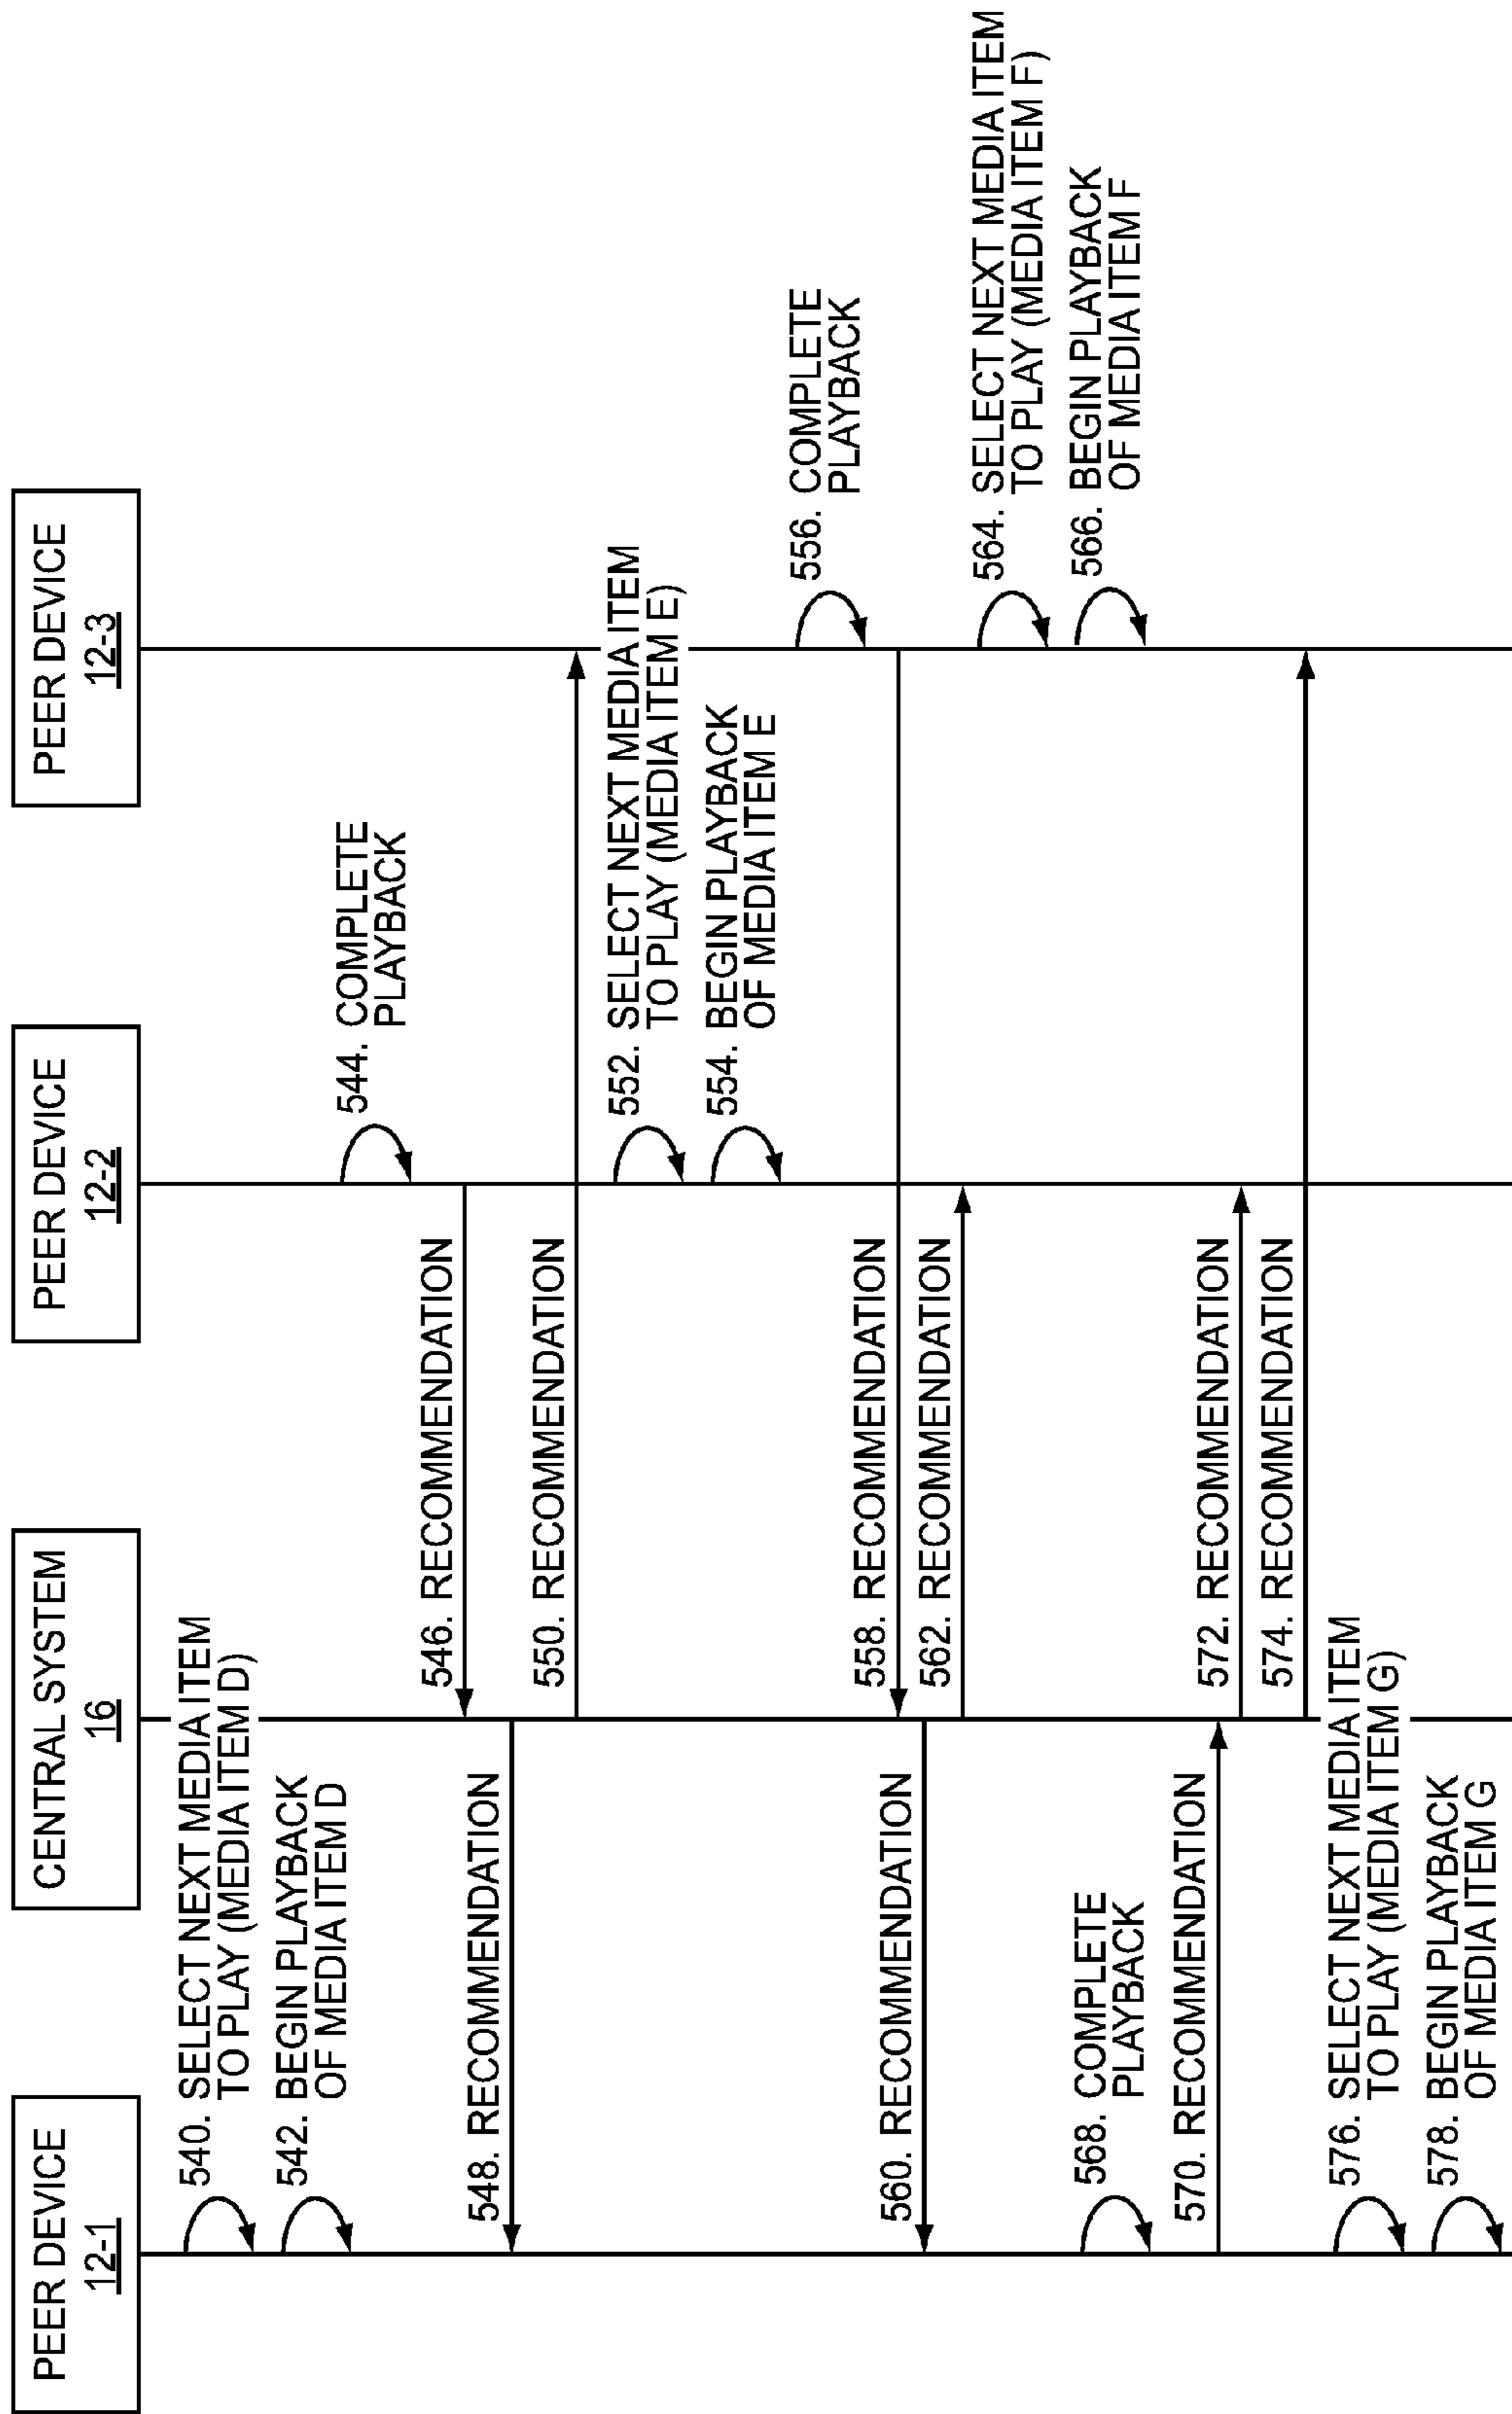 PEER DEVICE
12-1
CENTRAL SYSTEM
16
PEER DEVICE
12-2
PEER DEVICE
12-3
540. SELECT NEXT MEDIA ITEM
TO PLAY (MEDIA ITEM D)
542. BEGIN PLAYBACK
OF MEDIA ITEM D
544. COMPLETE
PLAYBACK
546. RECOMMENDATION
548. RECOMMENDATION
550. RECOMMENDATION
552. SELECT NEXT MEDIA ITEM
TO PLAY (MEDIA ITEM E)
554. BEGIN PLAYBACK
OF MEDIA ITEM E
556. COMPLETE
PLAYBACK
558. RECOMMENDATION
560. RECOMMENDATION
562. RECOMMENDATION
564. SELECT NEXT MEDIA ITEM
TO PLAY (MEDIA ITEM F)
566. BEGIN PLAYBACK
OF MEDIA ITEM F
568. COMPLETE
PLAYBACK
570. RECOMMENDATION
572. RECOMMENDATION
574. RECOMMENDATION
576. SELECT NEXT MEDIA ITEM
TO PLAY (MEDIA ITEM G)
578. BEGIN PLAYBACK
OF MEDIA ITEM G